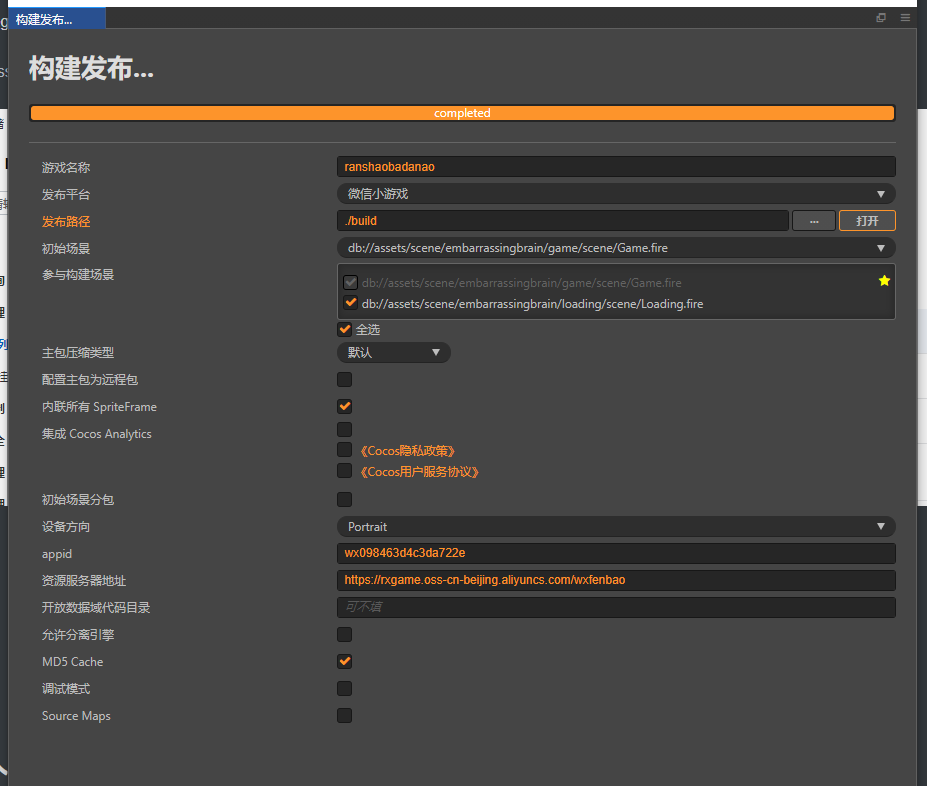 构建发布...
构建发布...
completed
游戏名称 ranshaobadanao
发布平台 微信小游戏
发布路径 ./build ... 打开
初始场景 db://assets/scene/embarrassingbrain/game/scene/Game.fire
参与构建场景 db://assets/scene/embarrassingbrain/game/scene/Game.fire
db://assets/scene/embarrassingbrain/loading/scene/Loading.fire
全选
主包压缩类型 默认
配置主包为远程包
内联所有 SpriteFrame
集成 Cocos Analytics
《Cocos隐私政策》
《Cocos用户服务协议》
初始场景分包
设备方向 Portrait
appid wx098463d4c3da722e
资源服务器地址 https://rxgame.oss-cn-beijing.aliyuncs.com/wxfenbao
开放数据域代码目录 可不填
允许分离引擎
MD5 Cache
调试模式
Source Maps